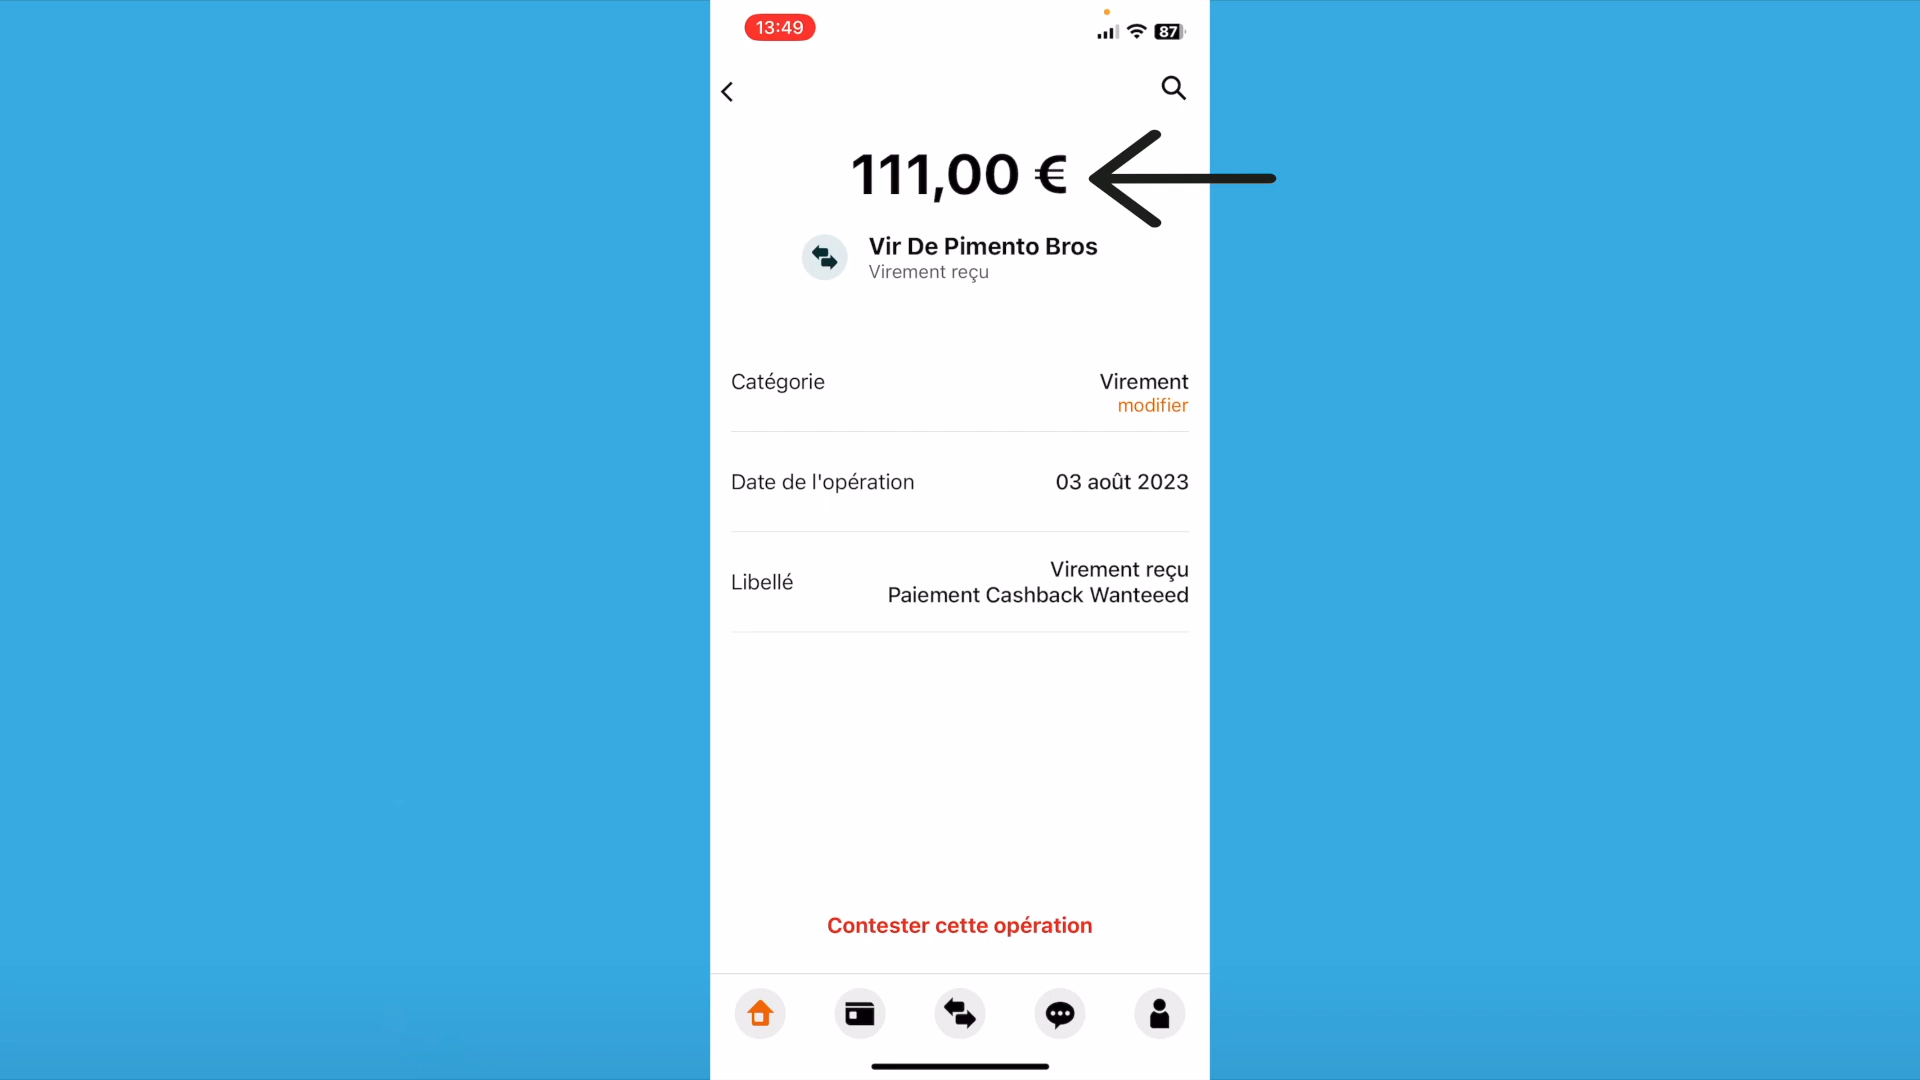 13:49
87
111,00 €
Vir De Pimento Bros
Virement reçu
Catégorie
Virement
modifier
Date de l'opération
03 août 2023
Libellé
Virement reçu
Paiement Cashback Wanteeed
Contester cette opération